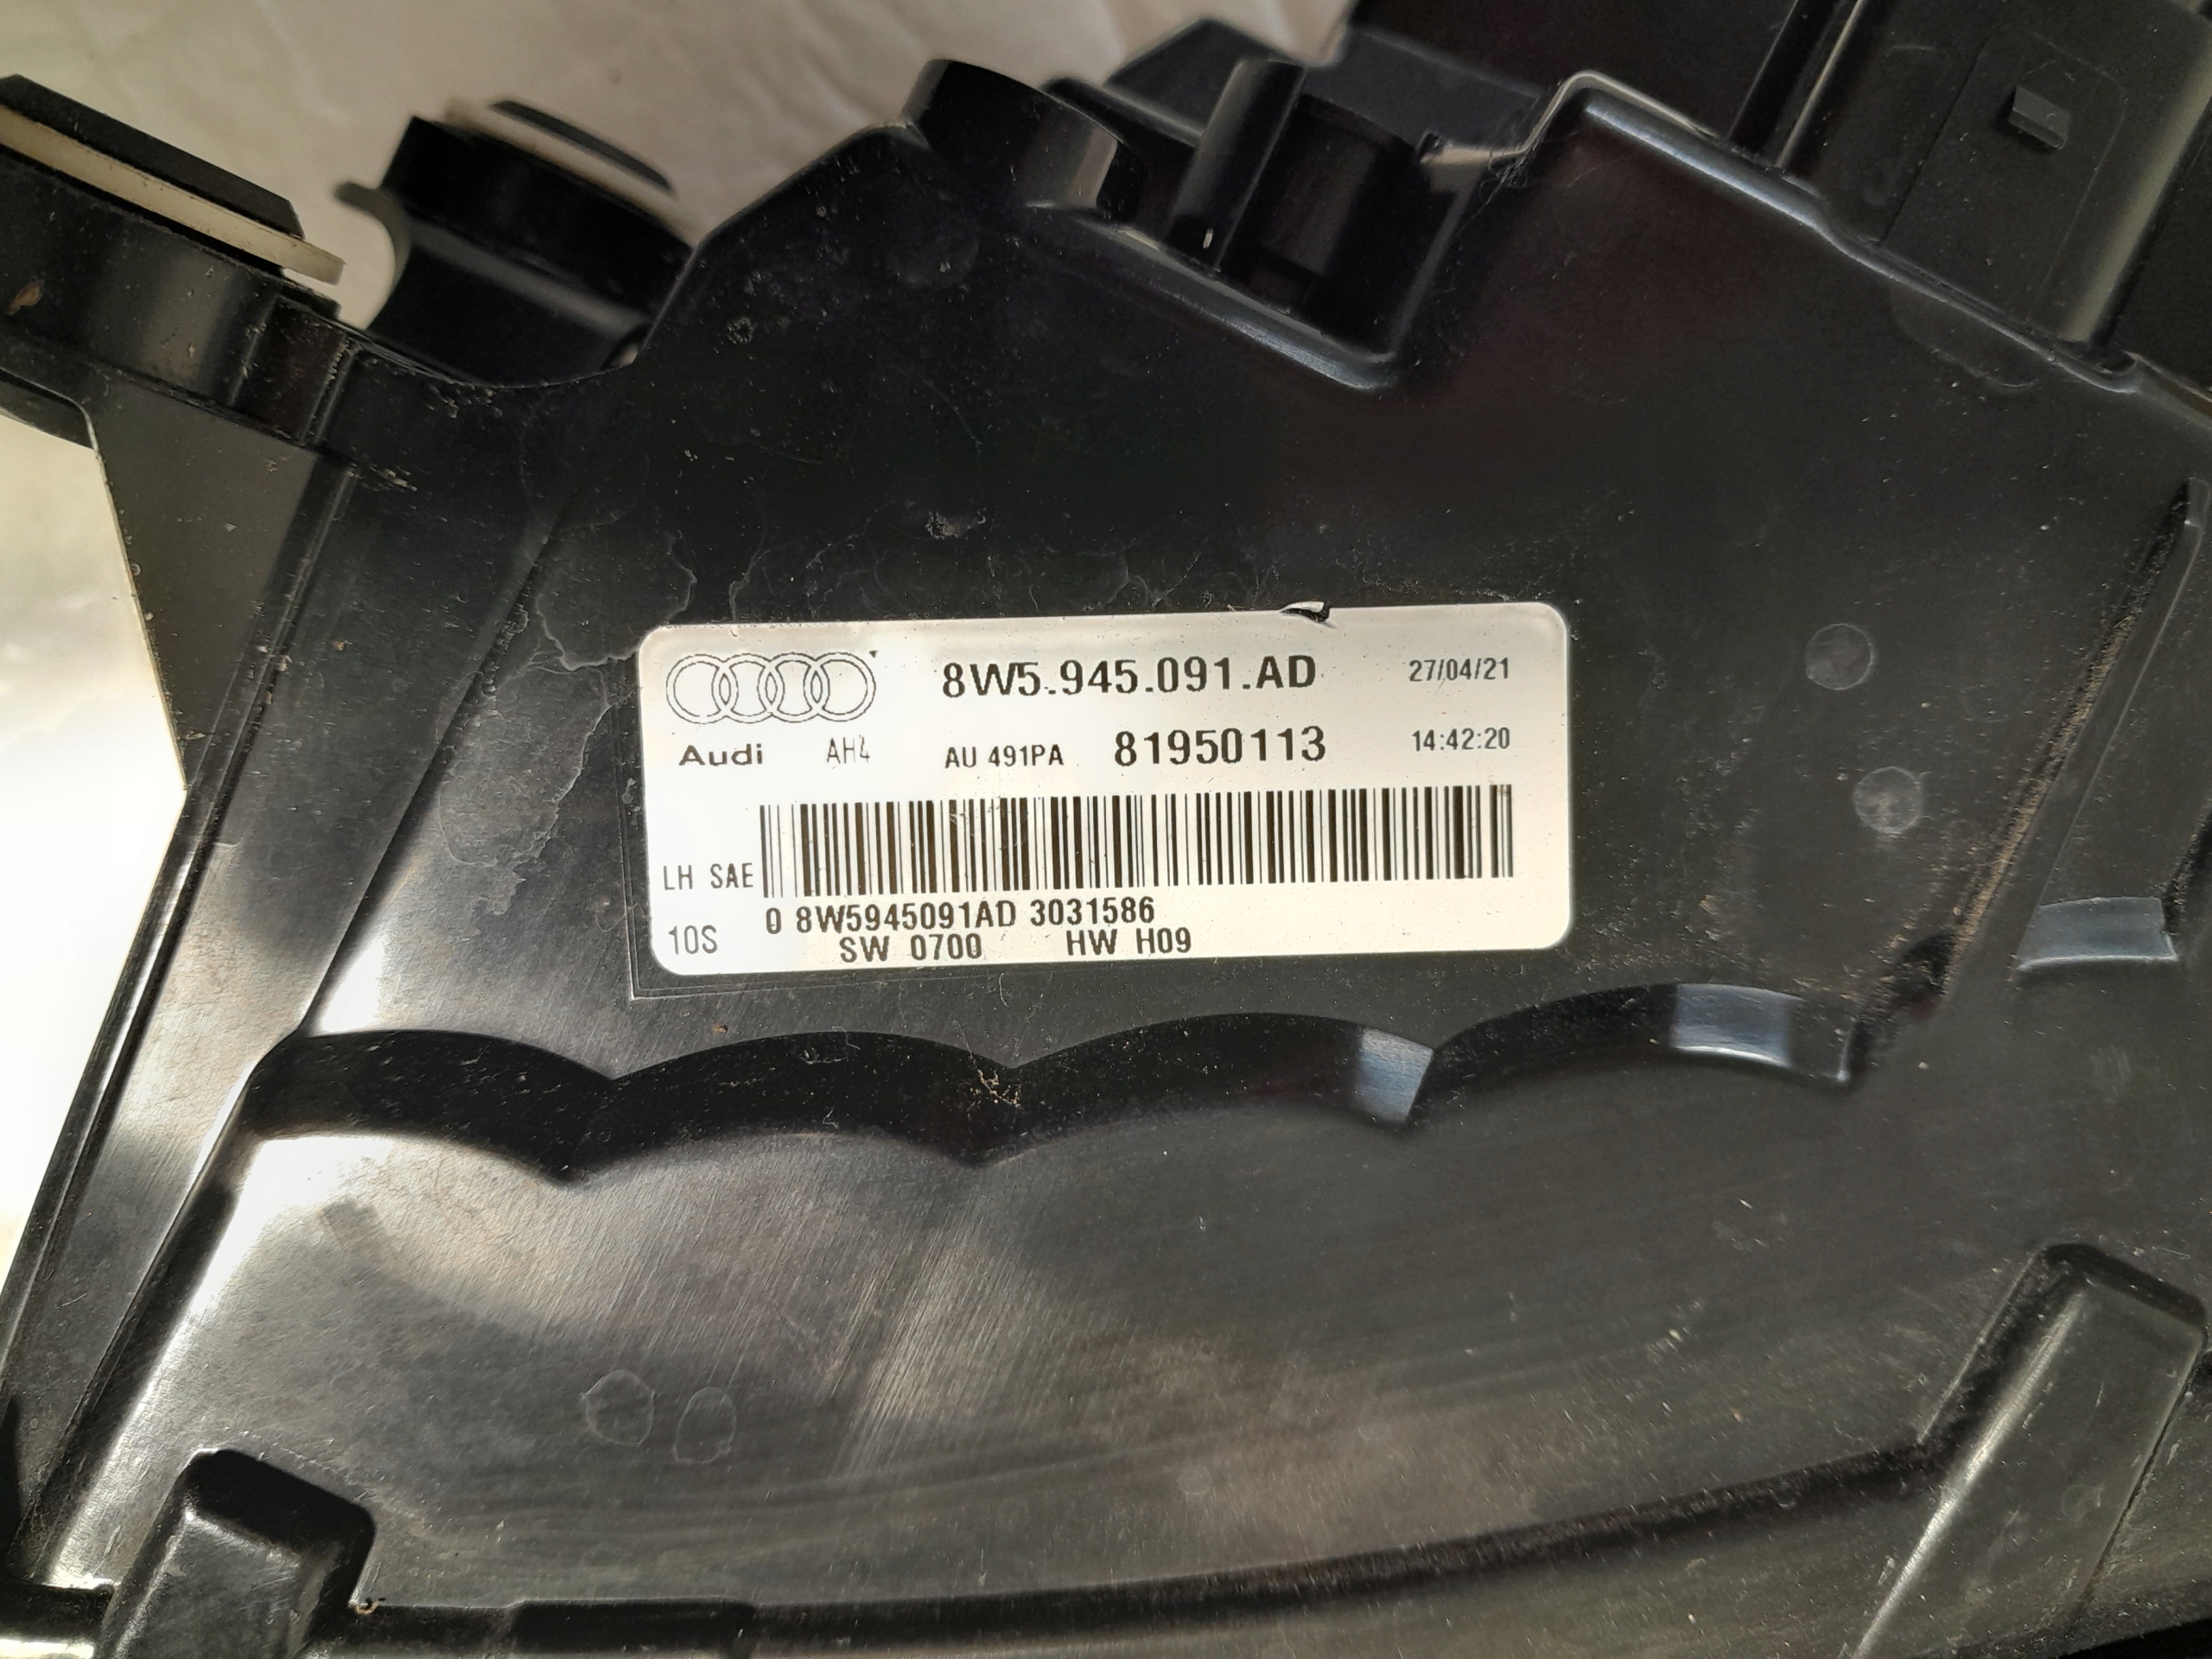 8W5.945.091.AD 27/04/21
Audi AH4 AU 491PA 81950113 14:42:20
LH SAE
0 8W5945091AD 3031586
10S SW 0700 HW H09